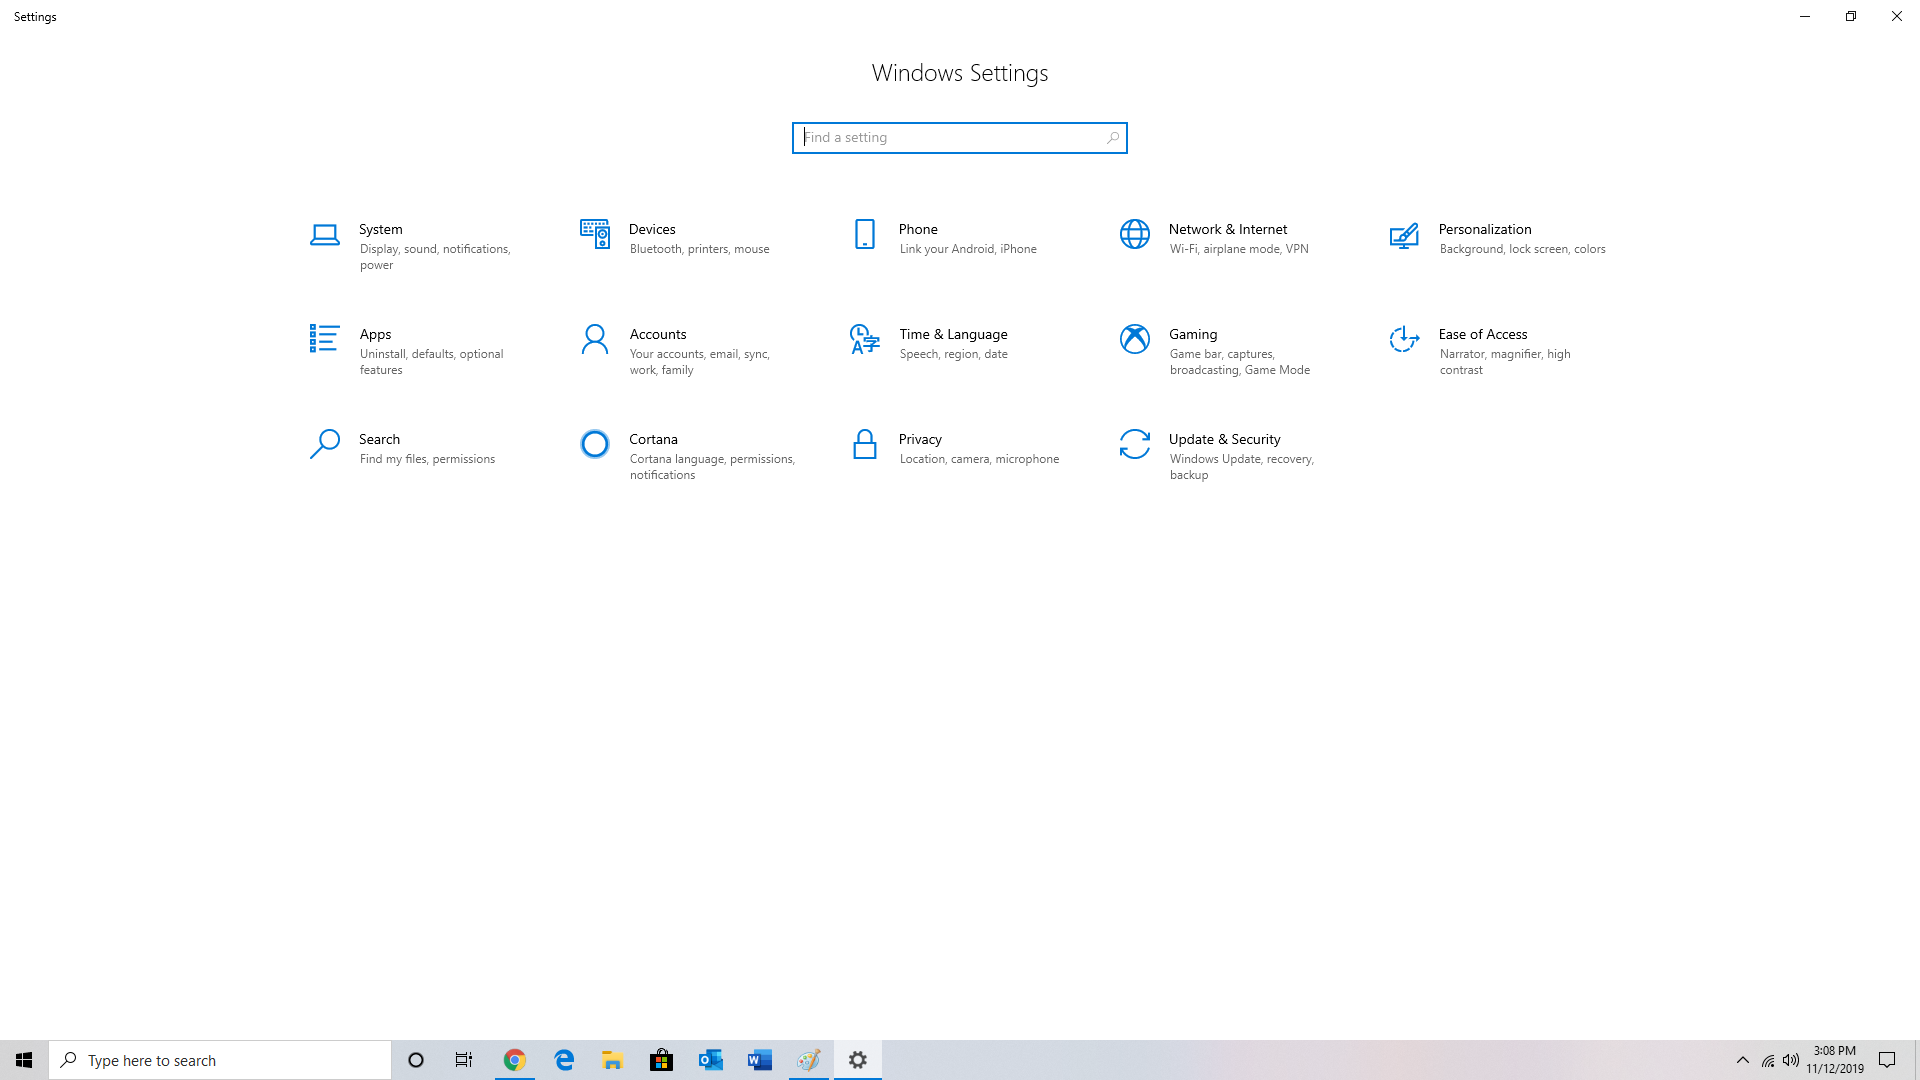 Settings
Windows Settings
Find a setting
System
Display, sound, notifications,
power
Devices
Bluetooth, printers, mouse
Phone
Link your Android, iPhone
Network & Internet
Wi-Fi, airplane mode, VPN
Personalization
Background, lock screen, colors
Apps
Uninstall, defaults, optional
features
Accounts
Your accounts, email, sync,
work, family
Time & Language
Speech, region, date
Gaming
Game bar, captures,
broadcasting, Game Mode
Ease of Access
Narrator, magnifier, high
contrast
Search
Find my files, permissions
Cortana
Cortana language, permissions,
notifications
Privacy
Location, camera, microphone
Update & Security
Windows Update, recovery,
backup
Type here to search
3:08 PM
11/12/2019